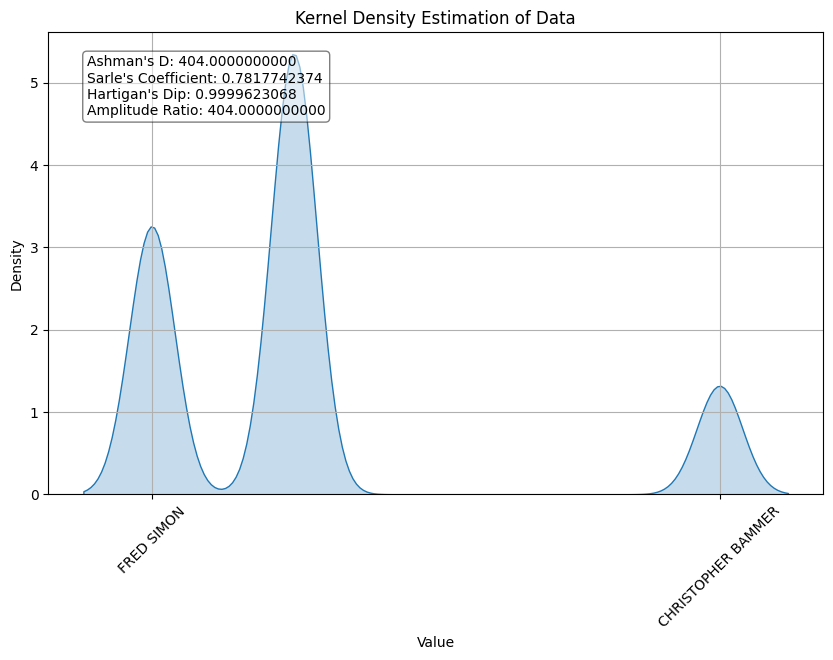 Kernel Density Estimation of Data
Ashman's D: 404.0000000000
Sarle's Coefficient: 0.7817742374
Hartigan's Dip: 0.9999623068
Amplitude Ratio: 404.0000000000
Density
5
4
3
2
1
0
FRED SIMON
CHRISTOPHER BAMMER
Value